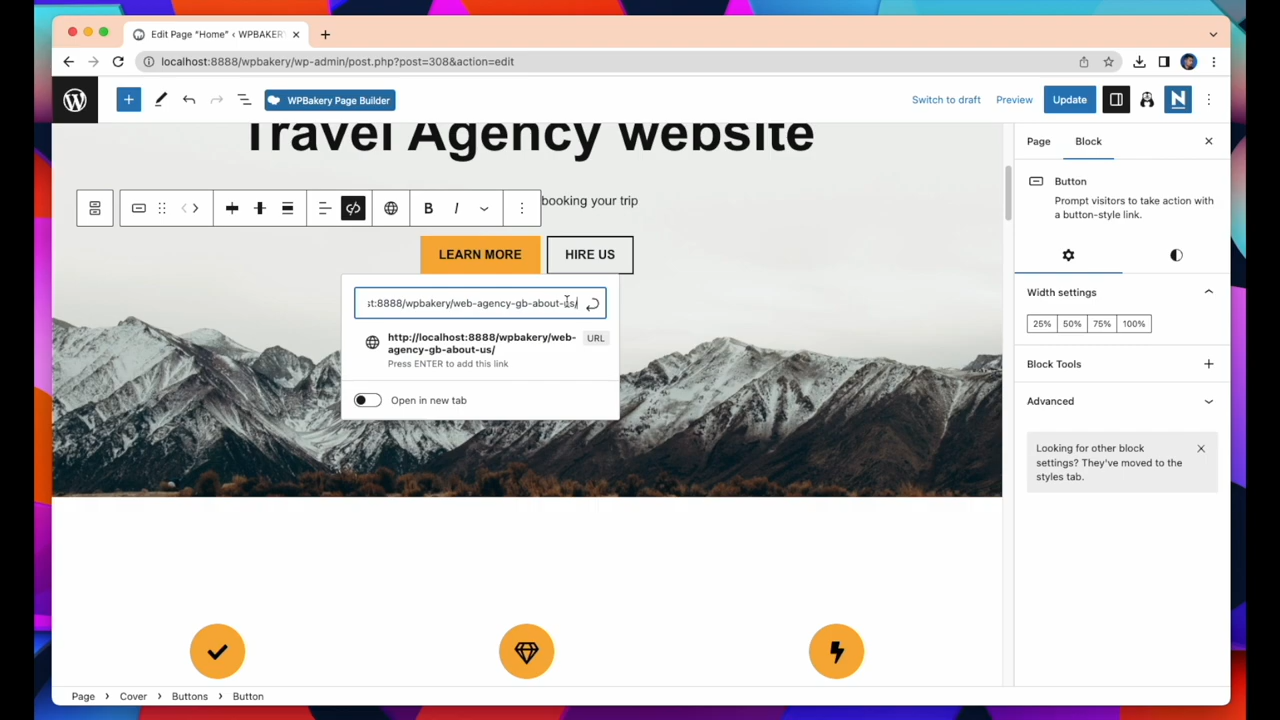 Edit Page "Home" < WPBAKER
localhost:8888/wpbakery/wp-admin/post.php?post=308&action=edit
WPBakery Page Builder
Switch to draft
Preview
Update
Travel Agency website
booking your trip
B I
LEARN MORE
HIRE US
st:8888/wpbakery/web-agency-gb-about-us/
http://localhost:8888/wpbakery/web-
agency-gb-about-us/
URL
Press ENTER to add this link
Open in new tab
Page
Block
Button
Prompt visitors to take action with
a button-style link.
Width settings
25% 50% 75% 100%
Block Tools
Advanced
Looking for other block
settings? They've moved to the
styles tab.
Page > Cover > Buttons > Button